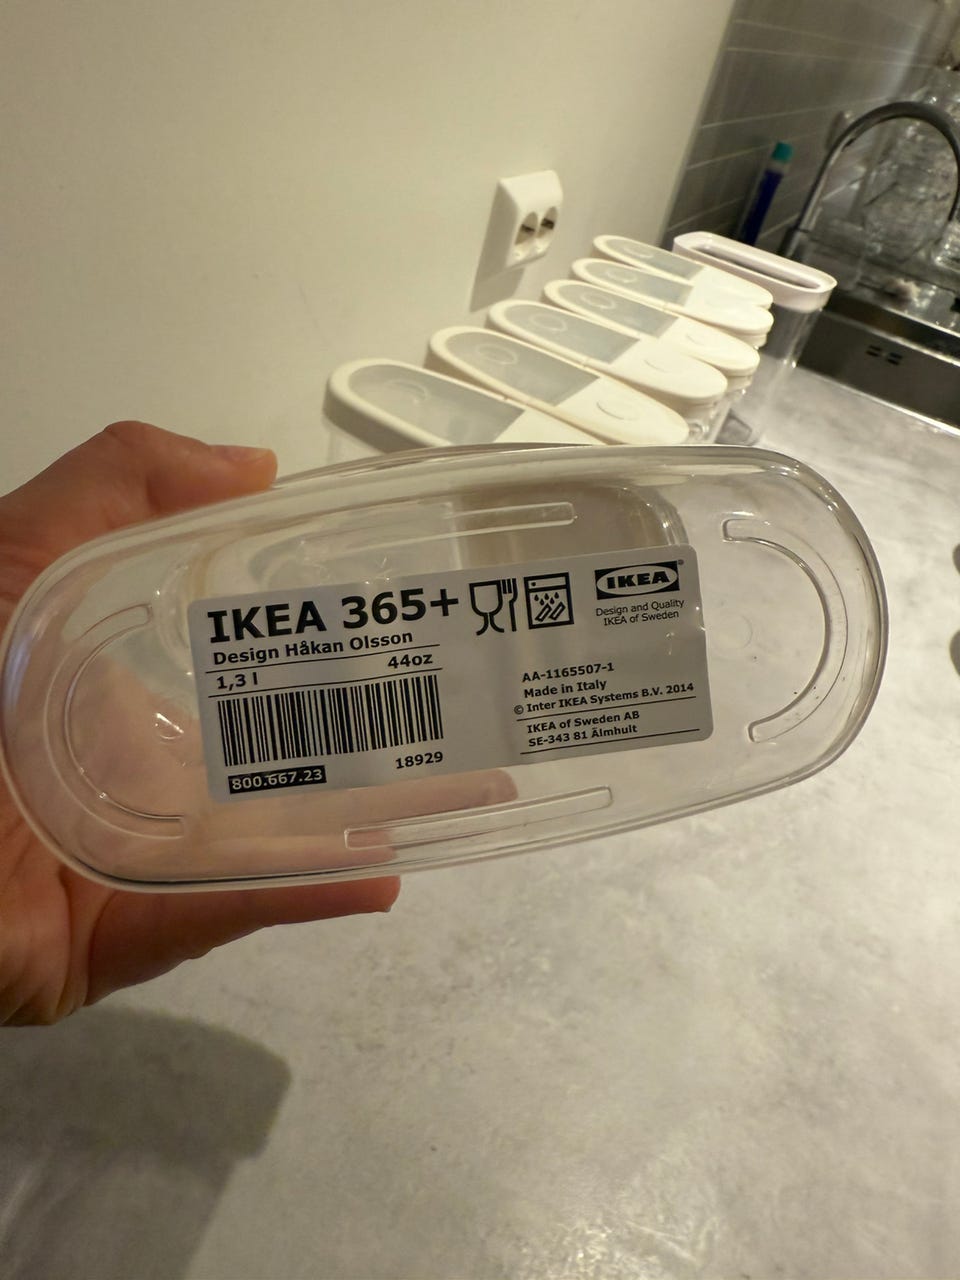 IKEA 365+
Design Håkan Olsson
1,3 l 44oz
800.667.23
18929
IKEA®
Design and Quality
IKEA of Sweden
AA-1165507-1
Made in Italy
© Inter IKEA Systems B.V. 2014
IKEA of Sweden AB
SE-343 81 Älmhult